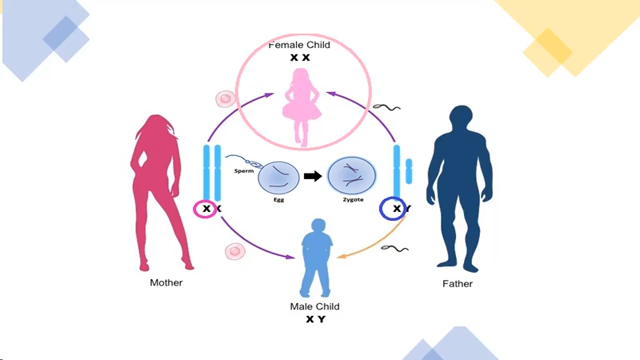 Female Child
X X
Sperm
Egg
Zygote
X X
X Y
Mother
Father
Male Child
X Y